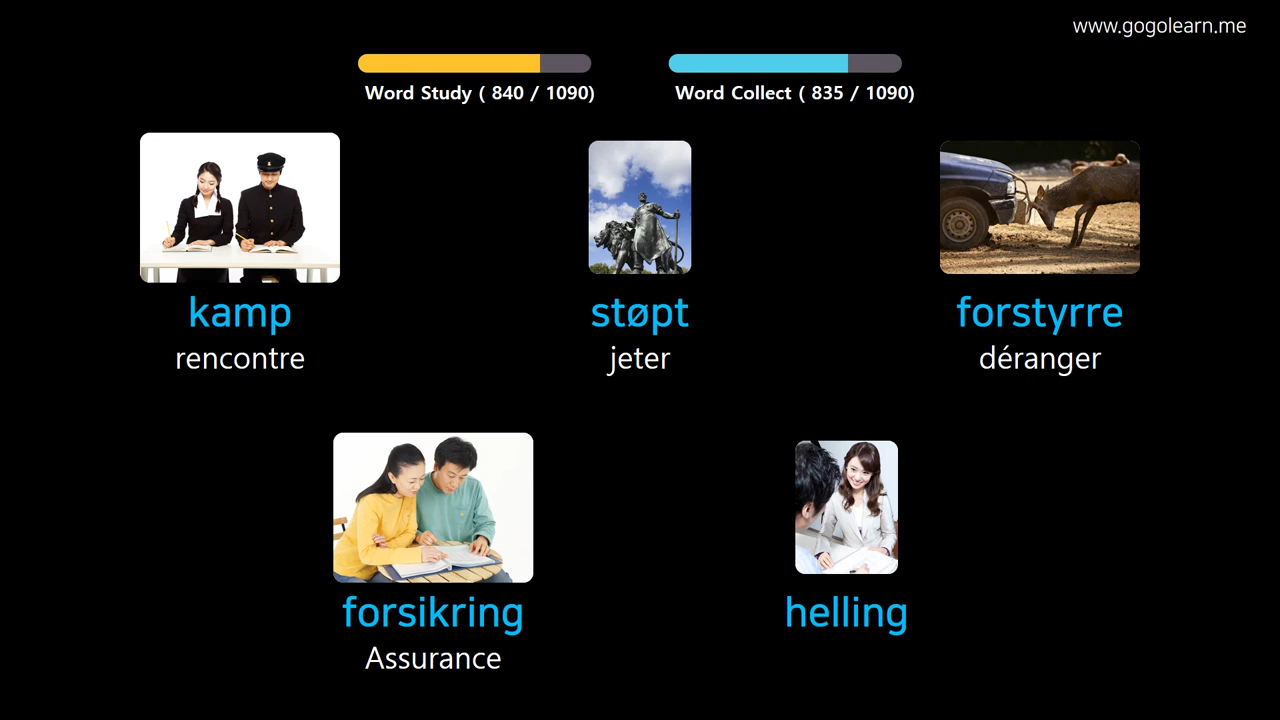 www.gogolearn.me
Word Study ( 840 / 1090)
Word Collect ( 835 / 1090)
kamp
rencontre
støpt
jeter
forstyrre
déranger
forsikring
Assurance
helling